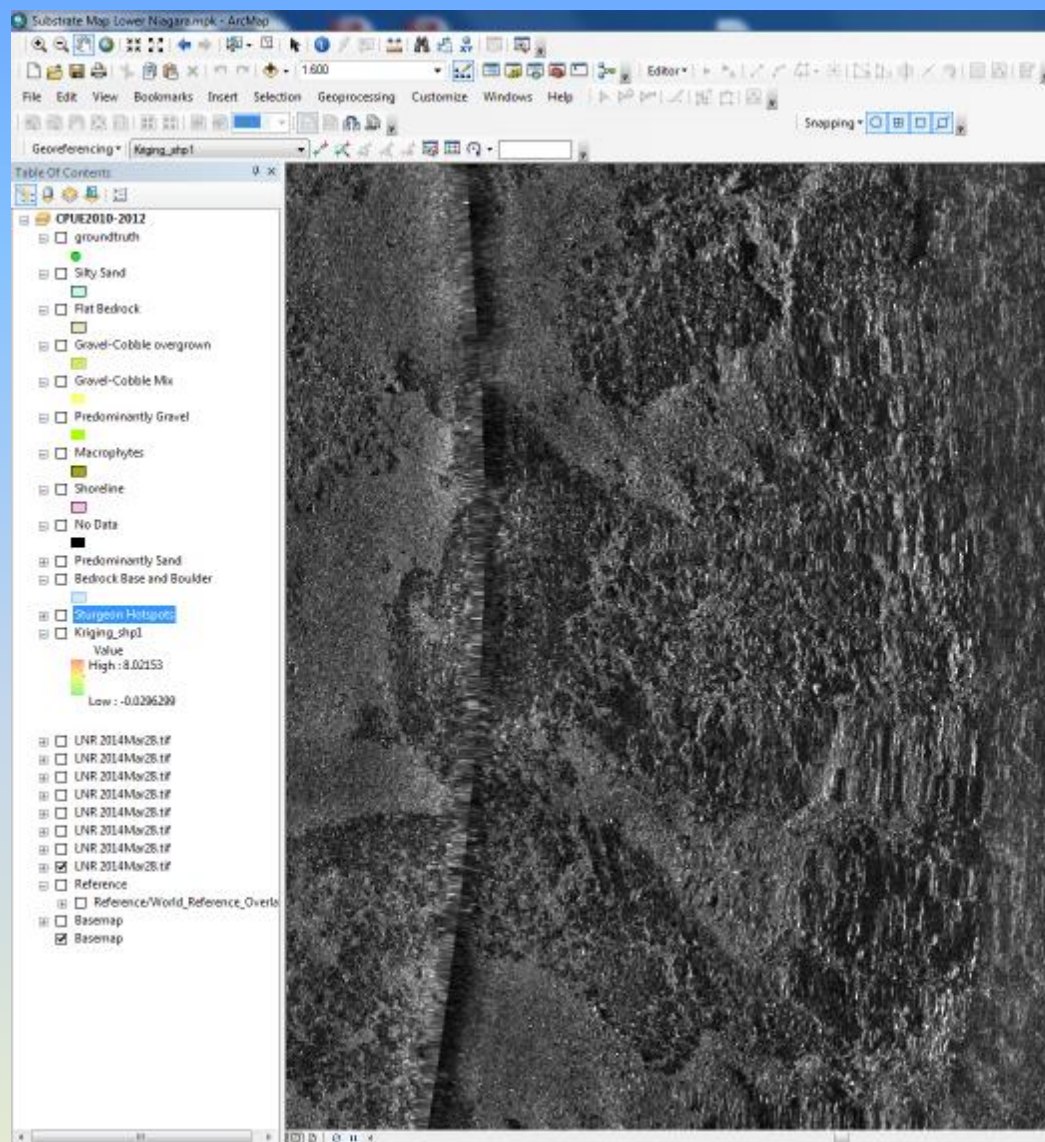 Substrate Map Lower Niagara.mpk - ArcMap
1:600
Editor
File Edit View Bookmarks Insert Selection Geoprocessing Customize Windows Help
Snapping
Georeferencing Kriging_shp1
Table Of Contents
CPUE2010-2012
groundtruth
Silty Sand
Flat Bedrock
Gravel-Cobble overgrown
Gravel-Cobble Mix
Predominantly Gravel
Macrophytes
Shoreline
No Data
Predominantly Sand
Bedrock Base and Boulder
Sturgeon Hotspots
Kriging_shp1
Value
High : 8.02153
Low : -0.0296299
LNR 2014Mar28.tif
LNR 2014Mar28.tif
LNR 2014Mar28.tif
LNR 2014Mar28.tif
LNR 2014Mar28.tif
LNR 2014Mar28.tif
LNR 2014Mar28.tif
LNR 2014Mar28.tif
Reference
Reference/World_Reference_Overla
Basemap
Basemap